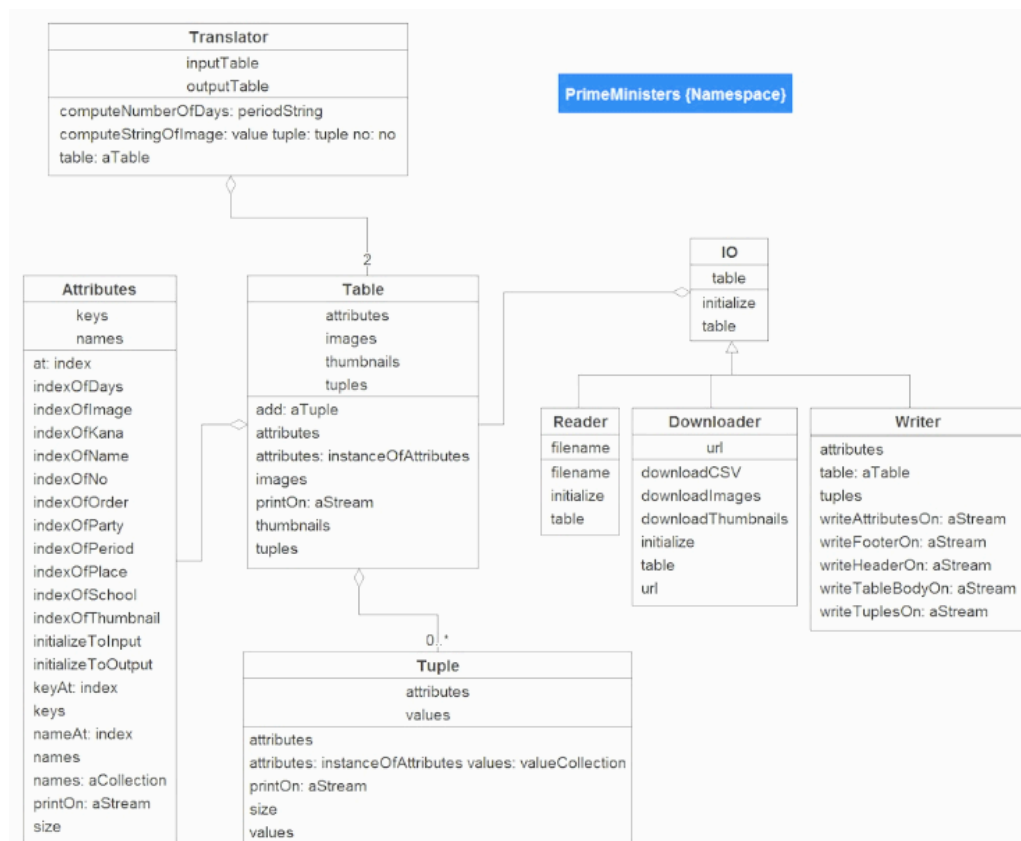 Translator
inputTable
outputTable
computeNumberOfDays: periodString
computeStringOfImage: value tuple: tuple no: no
table: aTable
PrimeMinisters {Namespace}
2
IO
table
initialize
table
Attributes
keys
names
at: index
indexOfDays
indexOfImage
indexOfKana
indexOfName
indexOfNo
indexOfOrder
indexOfParty
indexOfPeriod
indexOfPlace
indexOfSchool
indexOfThumbnail
initializeToInput
initializeToOutput
keyAt: index
keys
nameAt: index
names
names: aCollection
printOn: aStream
size
Table
attributes
images
thumbnails
tuples
add: aTuple
attributes
attributes: instanceOfAttributes
images
printOn: aStream
thumbnails
tuples
Reader
filename
filename
initialize
table
Downloader
url
downloadCSV
downloadImages
downloadThumbnails
initialize
table
url
Writer
attributes
table: aTable
tuples
writeAttributesOn: aStream
writeFooterOn: aStream
writeHeaderOn: aStream
writeTableBodyOn: aStream
writeTuplesOn: aStream
0..*
Tuple
attributes
values
attributes
attributes: instanceOfAttributes values: valueCollection
printOn: aStream
size
values